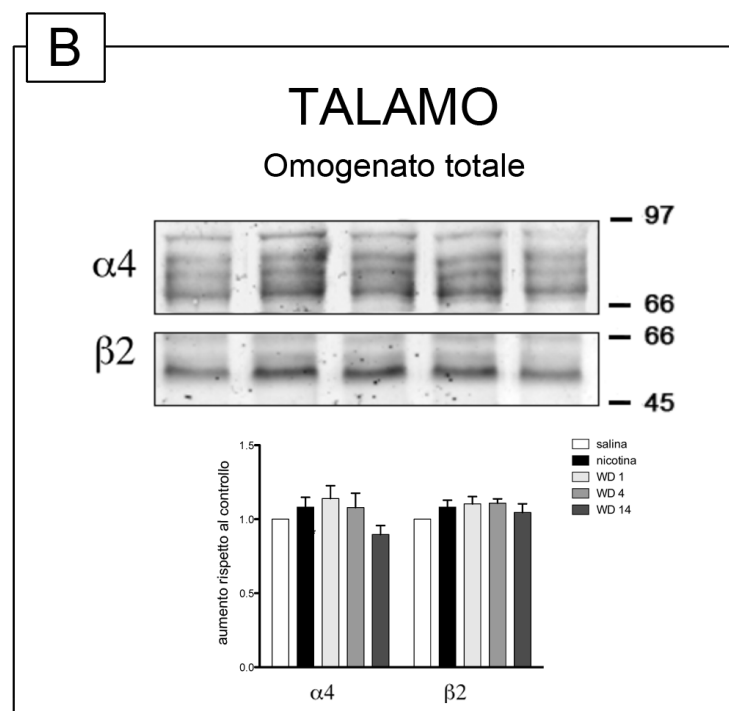 B
TALAMO
Omogenato totale
α4
97
66
β2
66
45
aumento rispetto al controllo
1.5
1.0
0.5
0.0
α4
β2
salina
nicotina
WD 1
WD 4
WD 14